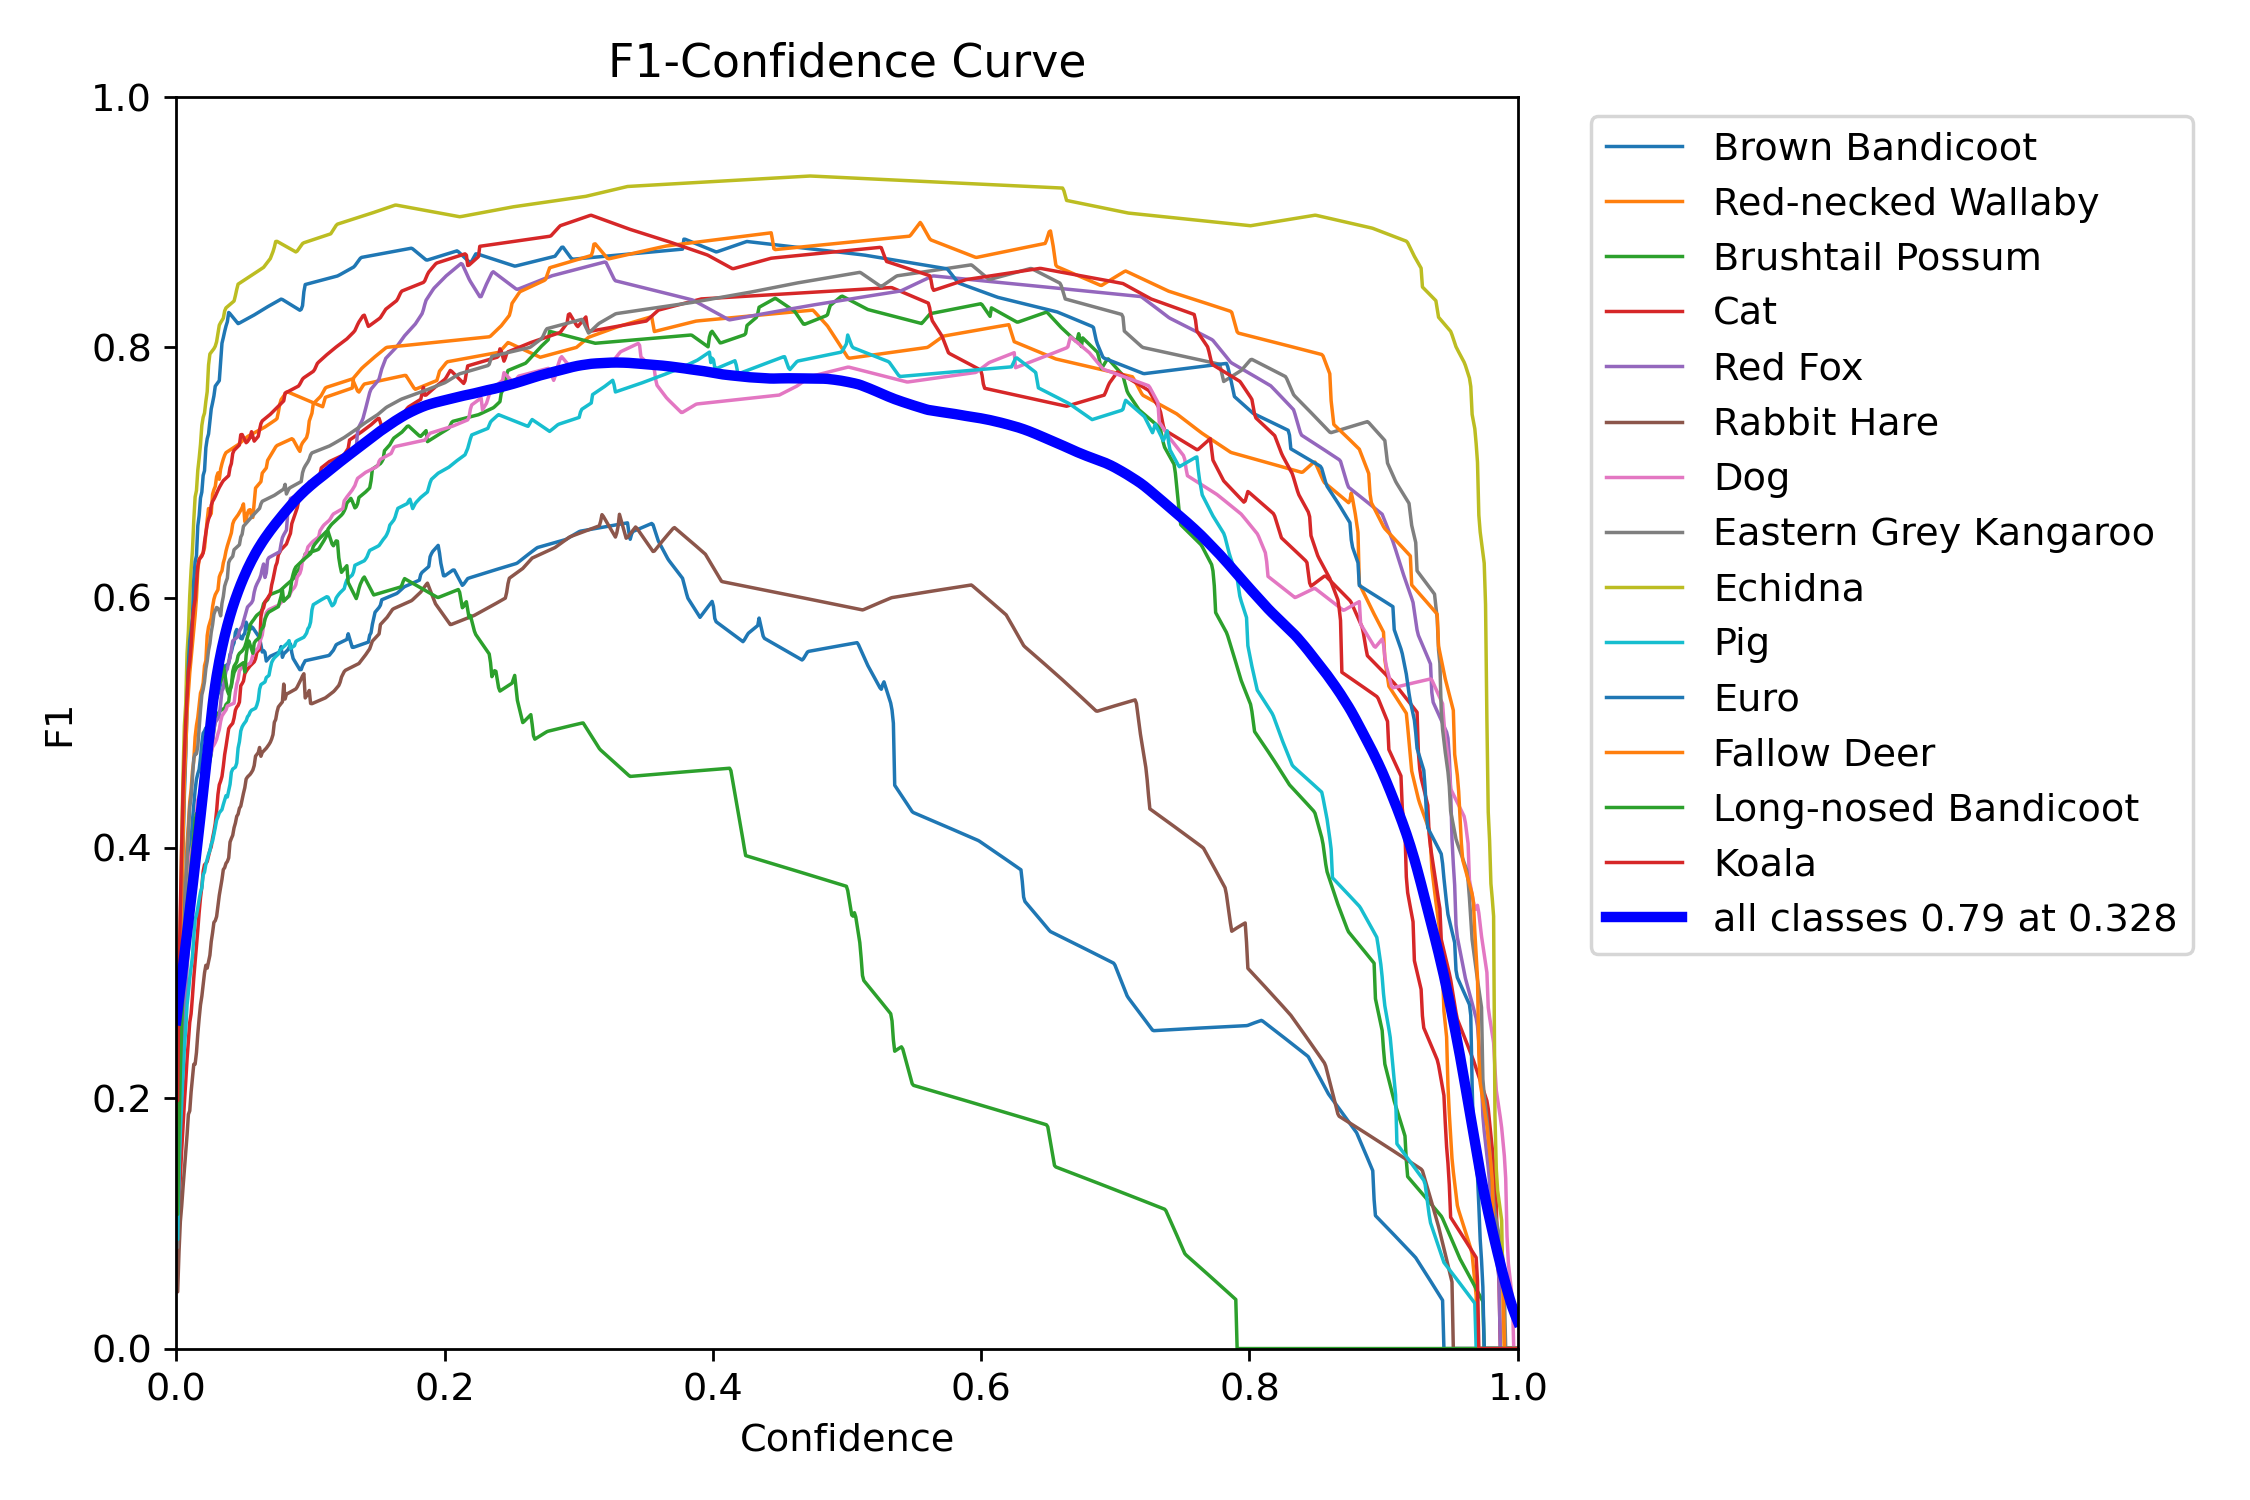 F1-Confidence Curve
1.0
0.8
0.6
0.4
0.2
0.0
F1
0.0 0.2 0.4 0.6 0.8 1.0
Confidence
Brown Bandicoot
Red-necked Wallaby
Brushtail Possum
Cat
Red Fox
Rabbit Hare
Dog
Eastern Grey Kangaroo
Echidna
Pig
Euro
Fallow Deer
Long-nosed Bandicoot
Koala
all classes 0.79 at 0.328